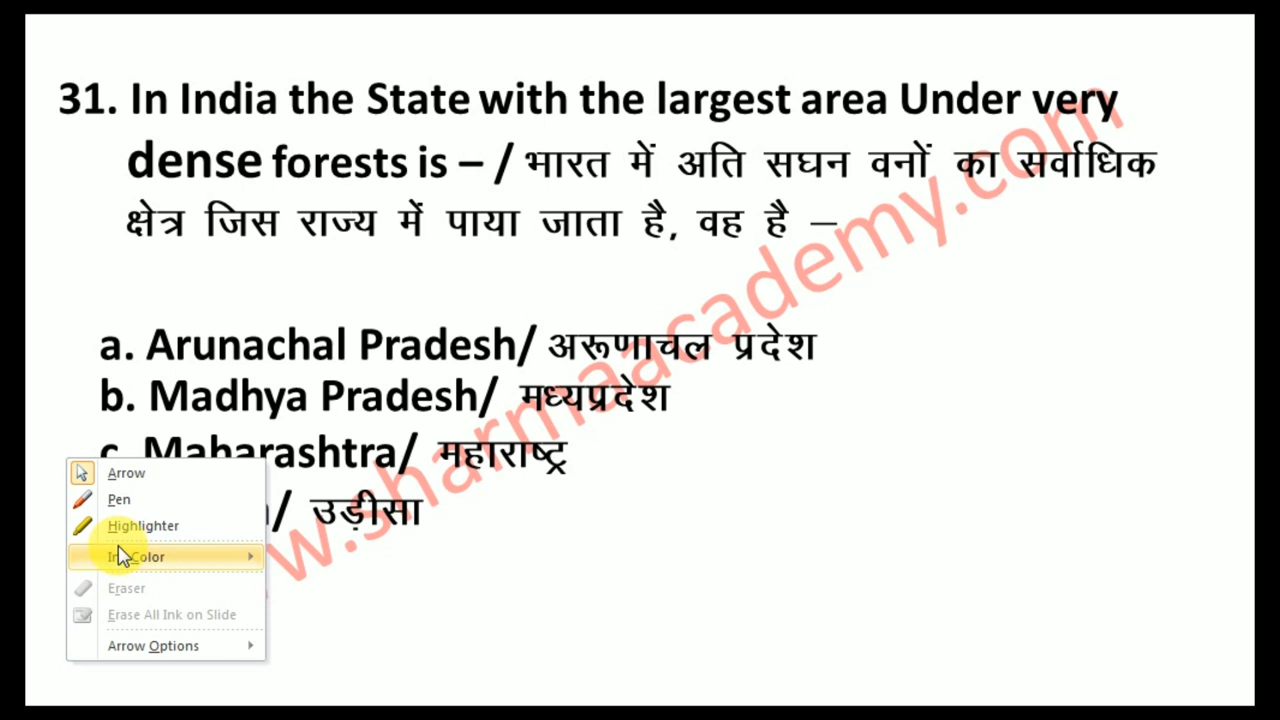 31. In India the State with the largest area Under very
dense forests is – / भारत में अति सघन वनों का सर्वाधिक
क्षेत्र जिस राज्य में पाया जाता है, वह है –
a. Arunachal Pradesh/ अरूणाचल प्रदेश
b. Madhya Pradesh/ मध्यप्रदेश
c. Maharashtra/ महाराष्ट्र
/ उड़ीसा
w.sharmaacademy.com
Arrow
Pen
Highlighter
Color
Eraser
Erase All Ink on Slide
Arrow Options